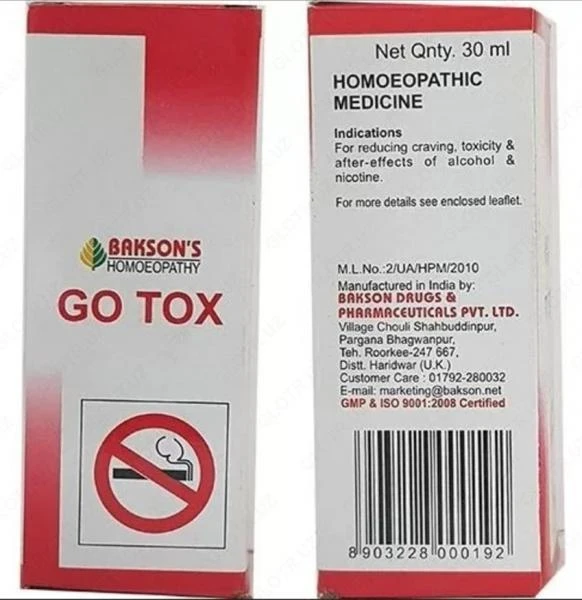 BAKSON'S
HOMOEOPATHY
GO TOX
Net Qnty. 30 ml
HOMOEOPATHIC
MEDICINE
Indications
For reducing craving, toxicity &
after-effects of alcohol &
nicotine.
For more details see enclosed leaflet.
M.L.No.:2/UA/HPM/2010
Manufactured in India by:
BAKSON DRUGS &
PHARMACEUTICALS PVT. LTD.
Village Chouli Shahbuddinpur,
Pargana Bhagwanpur,
Teh. Roorkee-247 667,
Distt. Haridwar (U.K.)
Customer Care : 01792-280032
E-mail: marketing@bakson.net
GMP & ISO 9001:2008 Certified
8 903228 000192